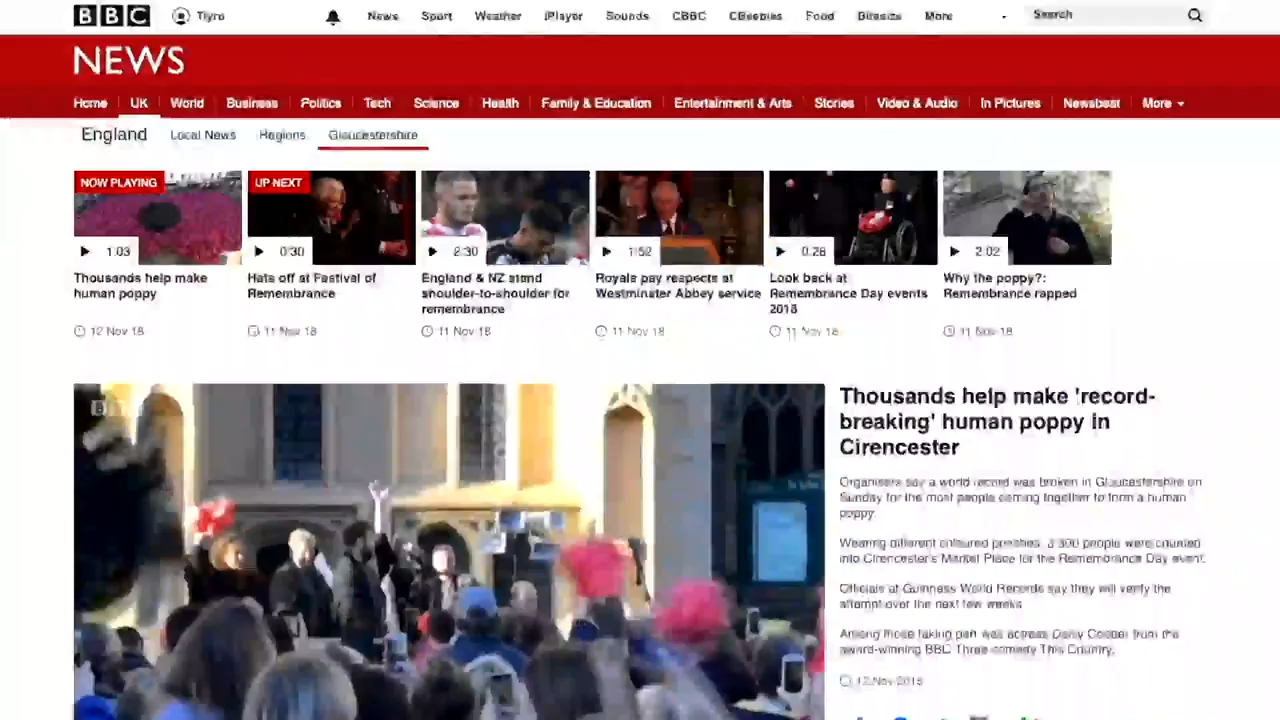 BBC Tlyro News Sport Weather iPlayer Sounds CBBC CBeebies Food Bitesize More Search
NEWS
Home UK World Business Politics Tech Science Health Family & Education Entertainment & Arts Stories Video & Audio In Pictures Newsbeat More
England Local News Regions Gloucestershire
NOW PLAYING UP NEXT
1:03 0:30 2:30 1:52 0:28 2:02
Thousands help make
human poppy
12 Nov 18
Hats off at Festival of
Remembrance
11 Nov 18
England & NZ stand
shoulder-to-shoulder for
remembrance
11 Nov 18
Royals pay respects at
Westminster Abbey service
11 Nov 18
Look back at
Remembrance Day events
2018
11 Nov 18
Why the poppy?:
Remembrance rapped
11 Nov 18
BBC
Thousands help make 'record-
breaking' human poppy in
Cirencester
Organisers say a world record was broken in Gloucestershire on
Sunday for the most people coming together to form a human
poppy.
Wearing different coloured ponchos, 3,300 people were counted
into Cirencester's Market Place for the Remembrance Day event.
Officials at Guinness World Records say they will verify the
attempt over the next few weeks.
Among those taking part was actress Daisy Cooper from the
award-winning BBC Three comedy This Country.
12 Nov 2018